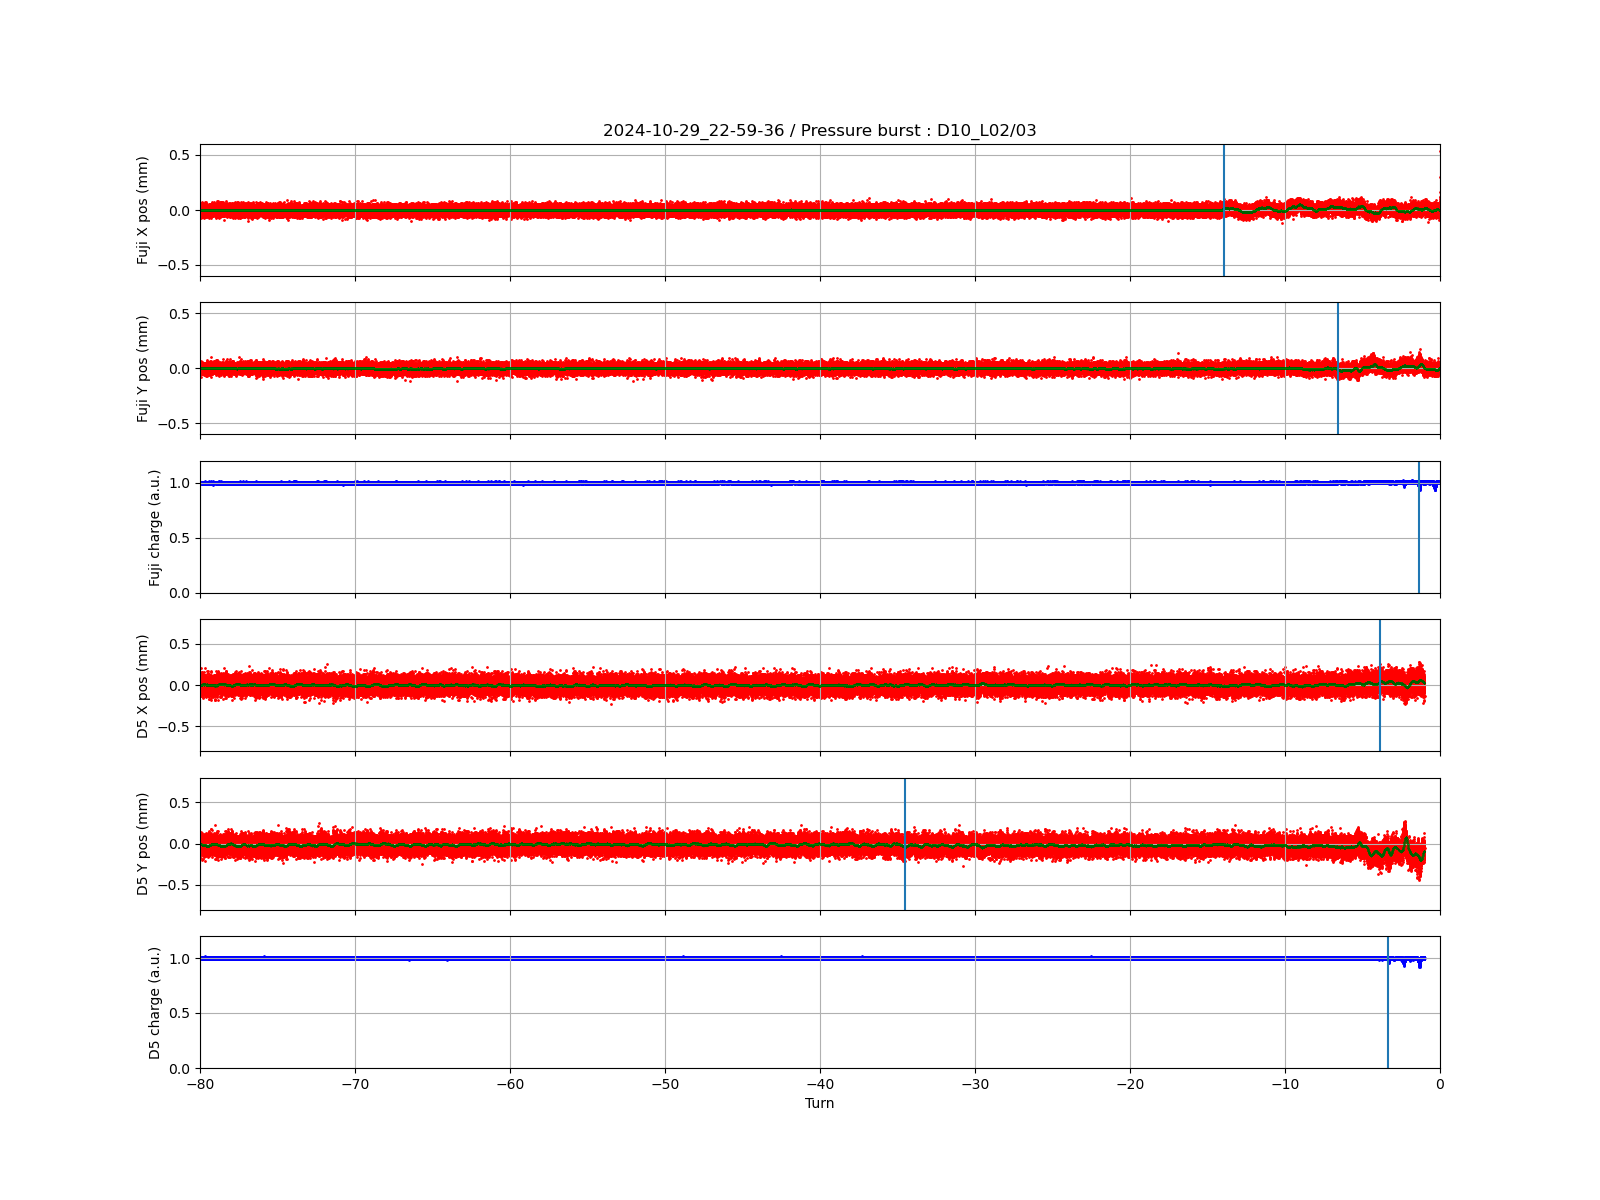 2024-10-29_22-59-36 / Pressure burst : D10_L02/03
Fuji X pos (mm)
0.5
0.0
−0.5
Fuji Y pos (mm)
0.5
0.0
−0.5
Fuji charge (a.u.)
1.0
0.5
0.0
D5 X pos (mm)
0.5
0.0
−0.5
D5 Y pos (mm)
0.5
0.0
−0.5
D5 charge (a.u.)
1.0
0.5
0.0
−80 −70 −60 −50 −40 −30 −20 −10 0
Turn